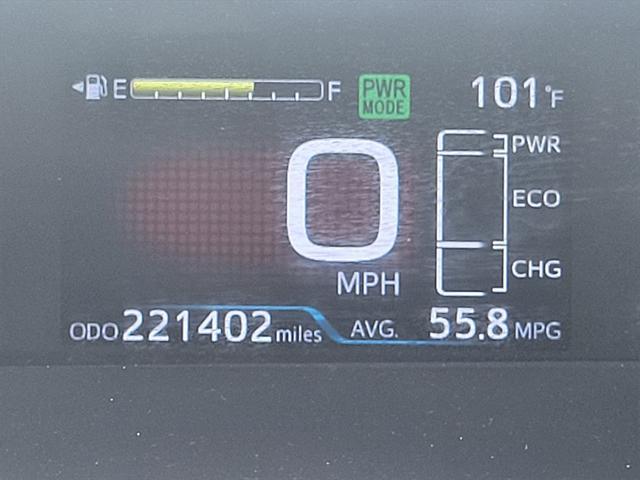 E F PWR MODE 101°F
0 MPH
PWR
ECO
CHG
ODO 221402 miles AVG. 55.8 MPG